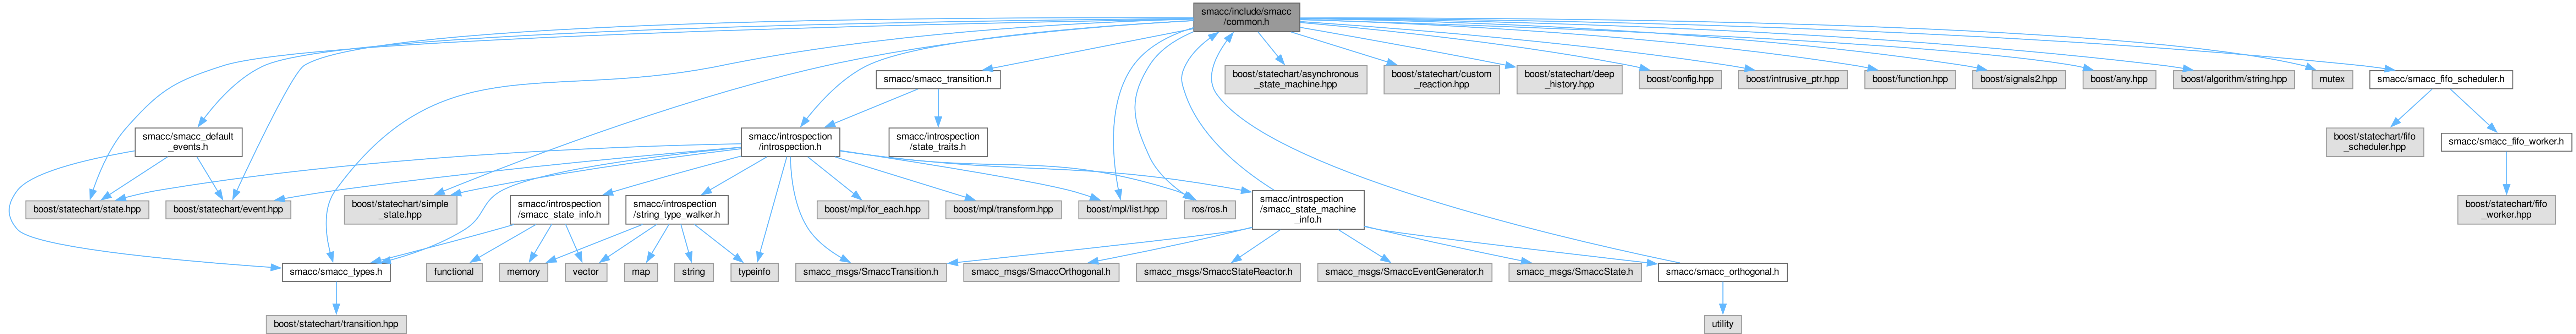 smacc/include/smacc
/common.h
smacc/smacc_transition.h
boost/statechart/asynchronous
_state_machine.hpp
boost/statechart/custom
_reaction.hpp
boost/statechart/deep
_history.hpp
boost/config.hpp
boost/intrusive_ptr.hpp
boost/function.hpp
boost/signals2.hpp
boost/any.hpp
boost/algorithm/string.hpp
mutex
smacc/smacc_fifo_scheduler.h
smacc/smacc_default
_events.h
smacc/introspection
/introspection.h
smacc/introspection
/state_traits.h
boost/statechart/fifo
_scheduler.hpp
smacc/smacc_fifo_worker.h
boost/statechart/state.hpp
boost/statechart/event.hpp
boost/statechart/simple
_state.hpp
smacc/introspection
/smacc_state_info.h
smacc/introspection
/string_type_walker.h
boost/mpl/for_each.hpp
boost/mpl/transform.hpp
boost/mpl/list.hpp
ros/ros.h
smacc/introspection
/smacc_state_machine
_info.h
boost/statechart/fifo
_worker.hpp
smacc/smacc_types.h
functional
memory
vector
map
string
typeinfo
smacc_msgs/SmaccTransition.h
smacc_msgs/SmaccOrthogonal.h
smacc_msgs/SmaccStateReactor.h
smacc_msgs/SmaccEventGenerator.h
smacc_msgs/SmaccState.h
smacc/smacc_orthogonal.h
boost/statechart/transition.hpp
utility